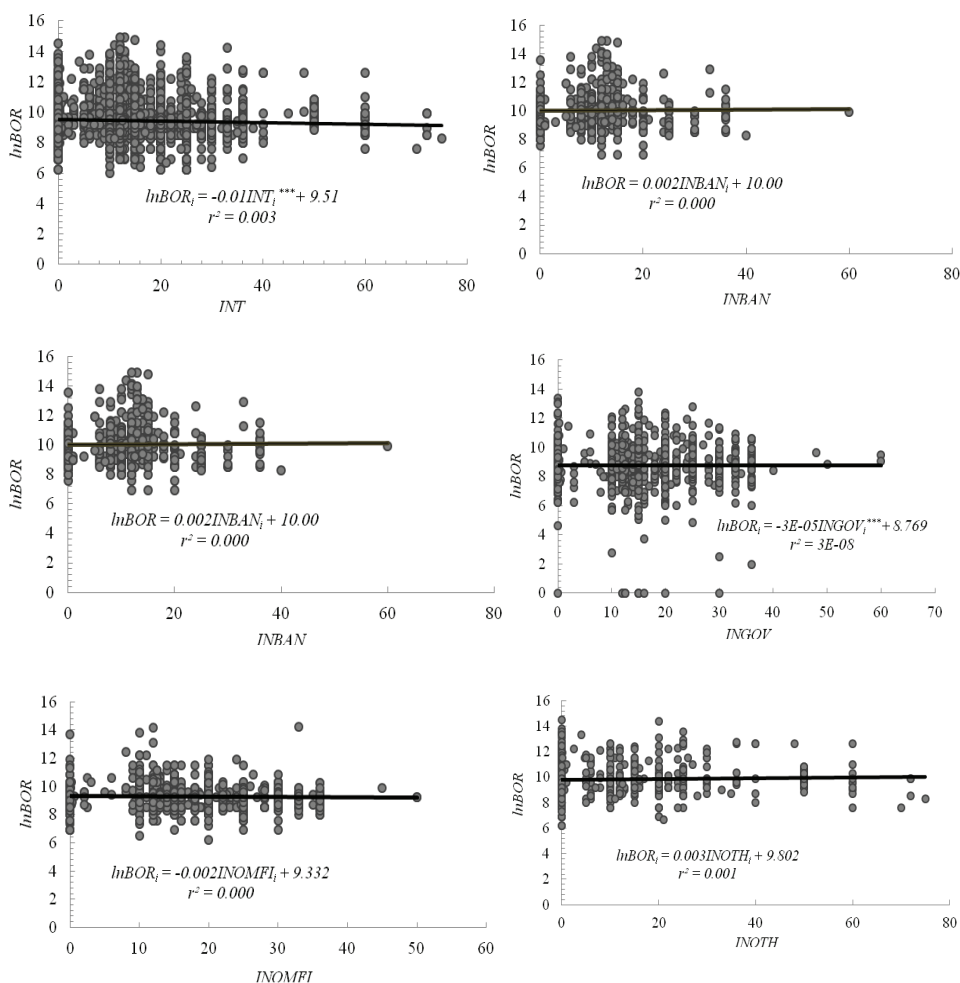 16
14
12
10
8
6
4
2
0
lnBOR
lnBORi = -0.01INTi *** + 9.51
r² = 0.003
0 20 40 60 80
INT
16
14
12
10
8
6
4
2
0
lnBOR
lnBOR = 0.002INBANi + 10.00
r² = 0.000
0 20 40 60 80
INBAN
16
14
12
10
8
6
4
2
0
lnBOR
lnBOR = 0.002INBANi + 10.00
r² = 0.000
0 20 40 60 80
INBAN
16
14
12
10
8
6
4
2
0
lnBOR
lnBORi = -3E-05INGOVi*** + 8.769
r² = 3E-08
0 10 20 30 40 50 60 70
INGOV
16
14
12
10
8
6
4
2
0
lnBOR
lnBORi = -0.002INOMFIi + 9.332
r² = 0.000
0 10 20 30 40 50 60
INOMFI
16
14
12
10
8
6
4
2
0
lnBOR
lnBORi = 0.003INOTHi + 9.802
r² = 0.001
0 20 40 60 80
INOTH